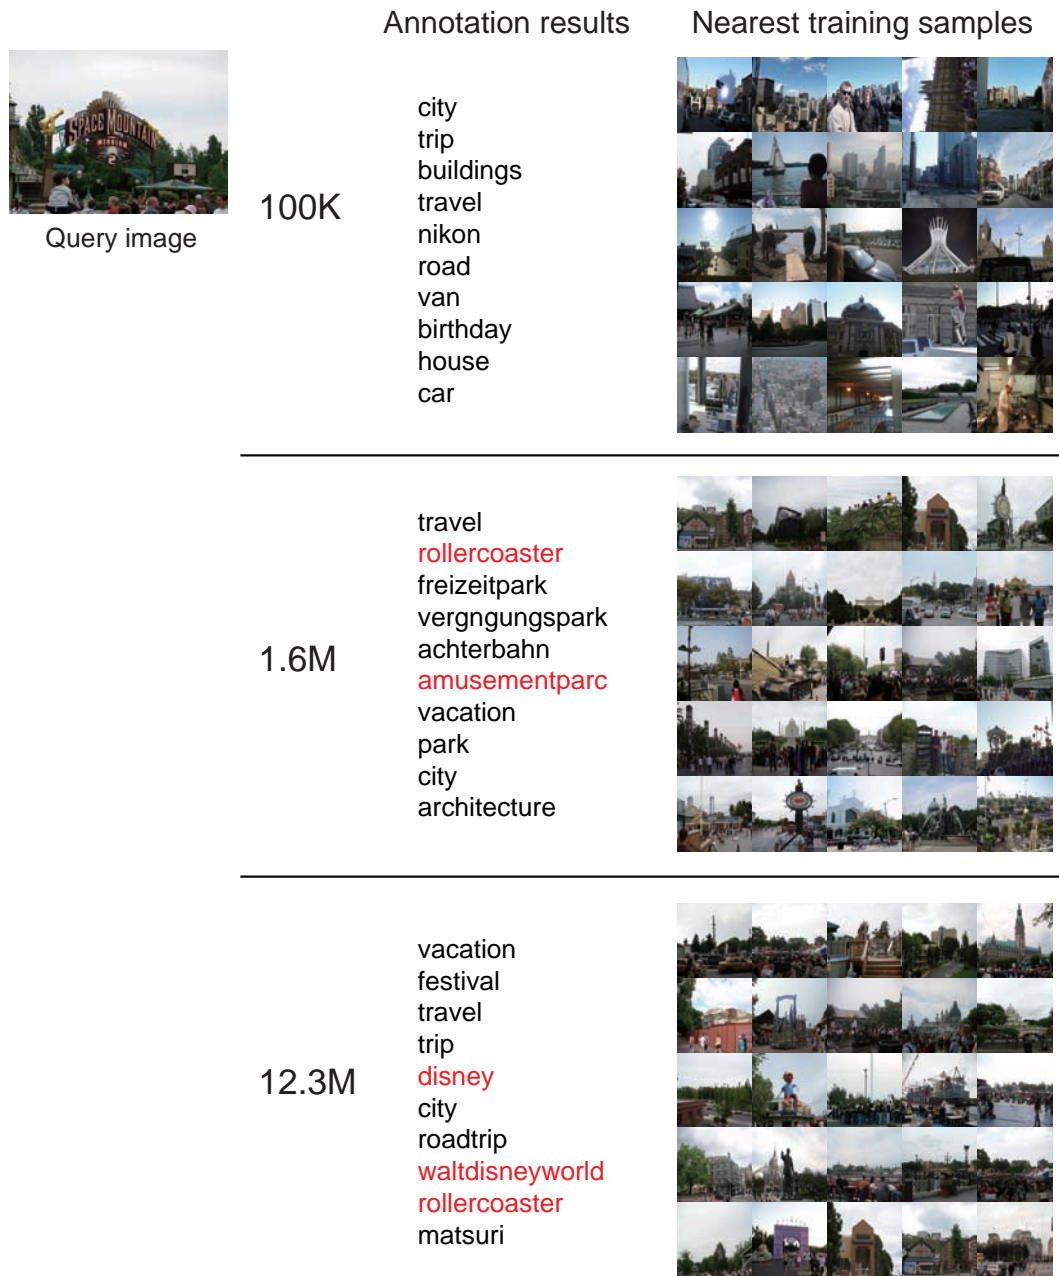 Annotation results
Nearest training samples
SPACE MOUNTAIN
MISSION
2
Query image
100K
city
trip
buildings
travel
nikon
road
van
birthday
house
car
1.6M
travel
rollercoaster
freizeitpark
vergngungspark
achterbahn
amusementparc
vacation
park
city
architecture
12.3M
vacation
festival
travel
trip
disney
city
roadtrip
waltdisneyworld
rollercoaster
matsuri